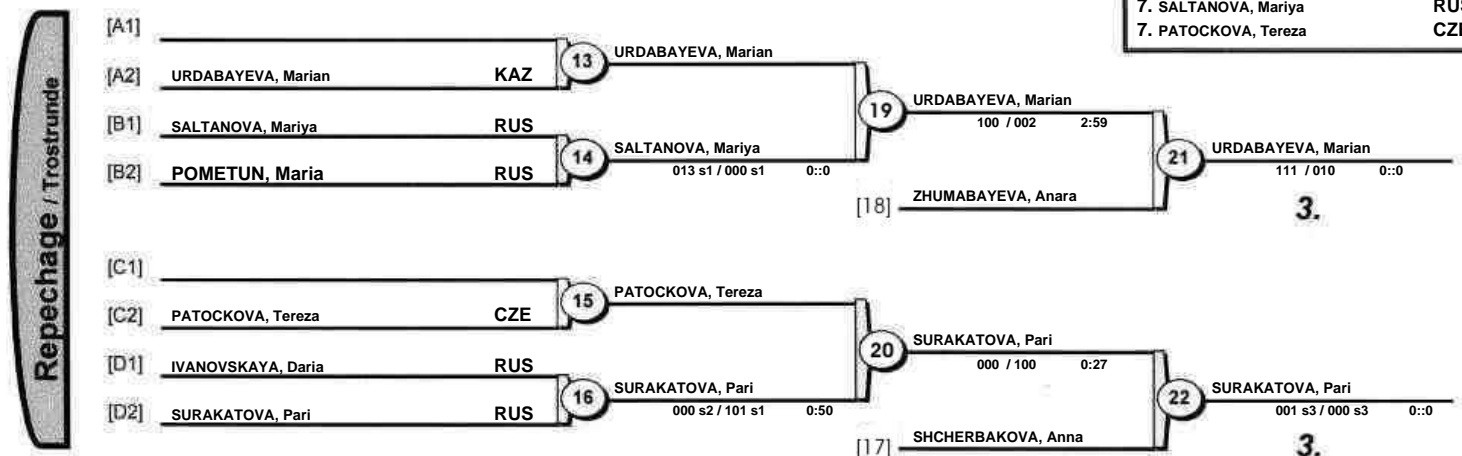 7. SALTANOVA, Mariya RUS
7. PATOCKOVA, Tereza CZE
Repechage / Trostrunde
[A1]
[A2] URDABAYEVA, Marian KAZ
13 URDABAYEVA, Marian
[B1] SALTANOVA, Mariya RUS
[B2] POMETUN, Maria RUS
14 SALTANOVA, Mariya
013 s1 / 000 s1 0::0
19 URDABAYEVA, Marian
100 / 002 2:59
[18] ZHUMABAYEVA, Anara
21 URDABAYEVA, Marian
111 / 010 0::0
3.
[C1]
[C2] PATOCKOVA, Tereza CZE
15 PATOCKOVA, Tereza
[D1] IVANOVSKAYA, Daria RUS
[D2] SURAKATOVA, Pari RUS
16 SURAKATOVA, Pari
000 s2 / 101 s1 0:50
20 SURAKATOVA, Pari
000 / 100 0:27
[17] SHCHERBAKOVA, Anna
22 SURAKATOVA, Pari
001 s3 / 000 s3 0::0
3.